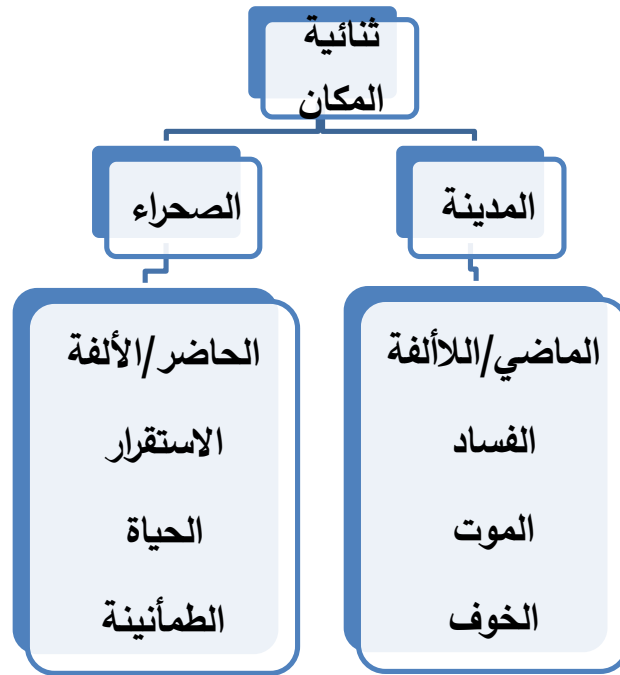 ثنائية
المكان
المدينة
الصحراء
الماضي/اللاألفة
الفساد
الموت
الخوف
الحاضر/الألفة
الاستقرار
الحياة
الطمأنينة